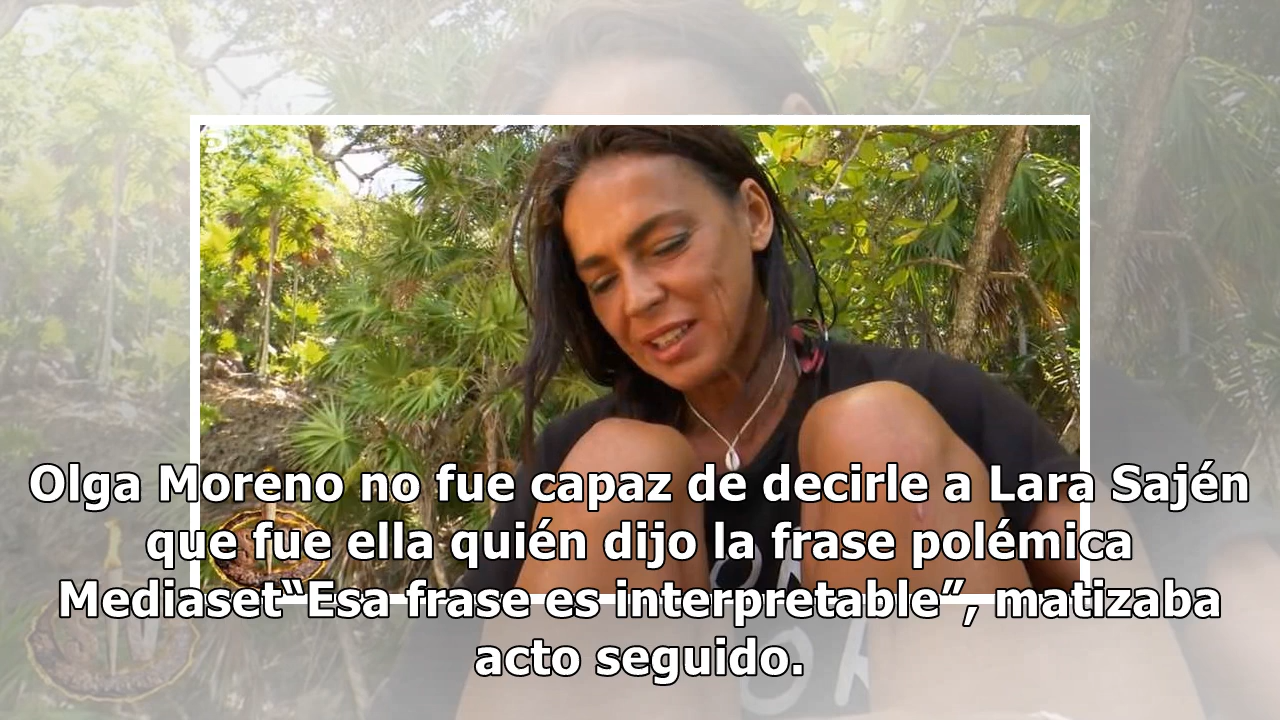 Olga Moreno no fue capaz de decirle a Lara Sajén
que fue ella quién dijo la frase polémica
Mediaset“Esa frase es interpretable”, matizaba
acto seguido.